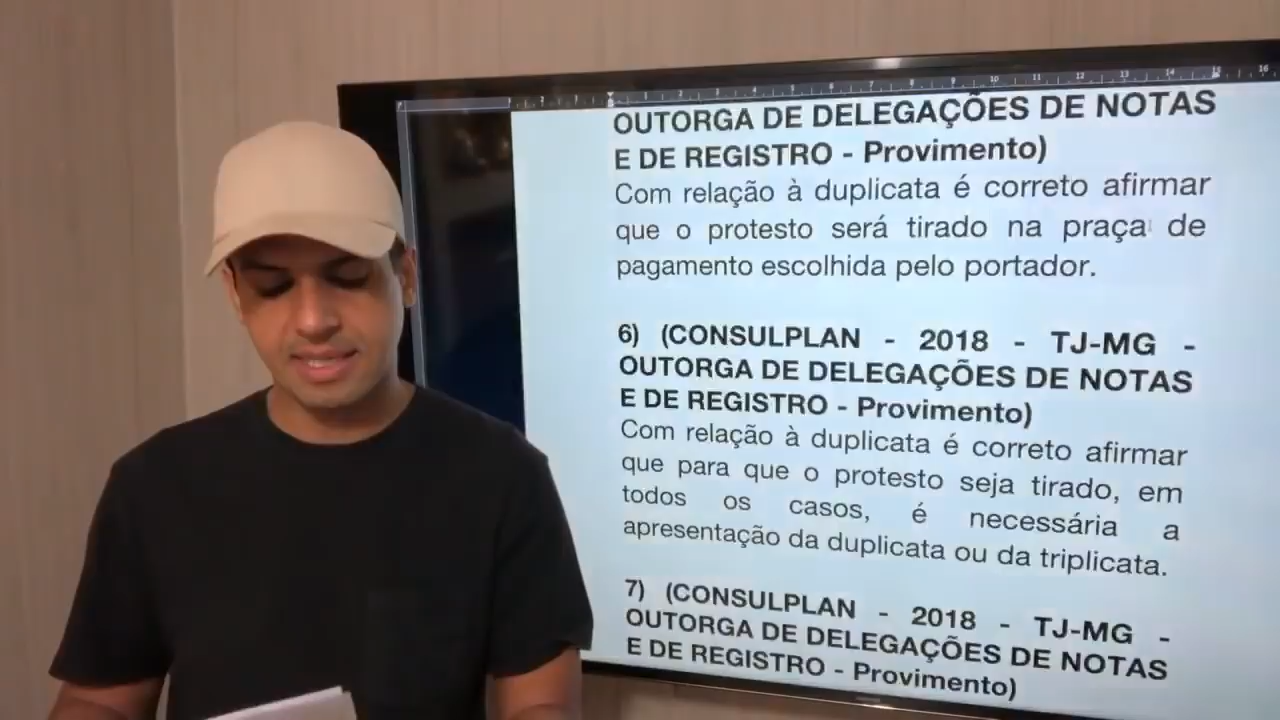 OUTORGA DE DELEGAÇÕES DE NOTAS
E DE REGISTRO - Provimento)
Com relação à duplicata é correto afirmar
que o protesto será tirado na praça de
pagamento escolhida pelo portador.
6) (CONSULPLAN - 2018 - TJ-MG -
OUTORGA DE DELEGAÇÕES DE NOTAS
E DE REGISTRO - Provimento)
Com relação à duplicata é correto afirmar
que para que o protesto seja tirado, em
todos os casos, é necessária a
apresentação da duplicata ou da triplicata.
7) (CONSULPLAN - 2018 - TJ-MG -
OUTORGA DE DELEGAÇÕES DE NOTAS
E DE REGISTRO - Provimento)